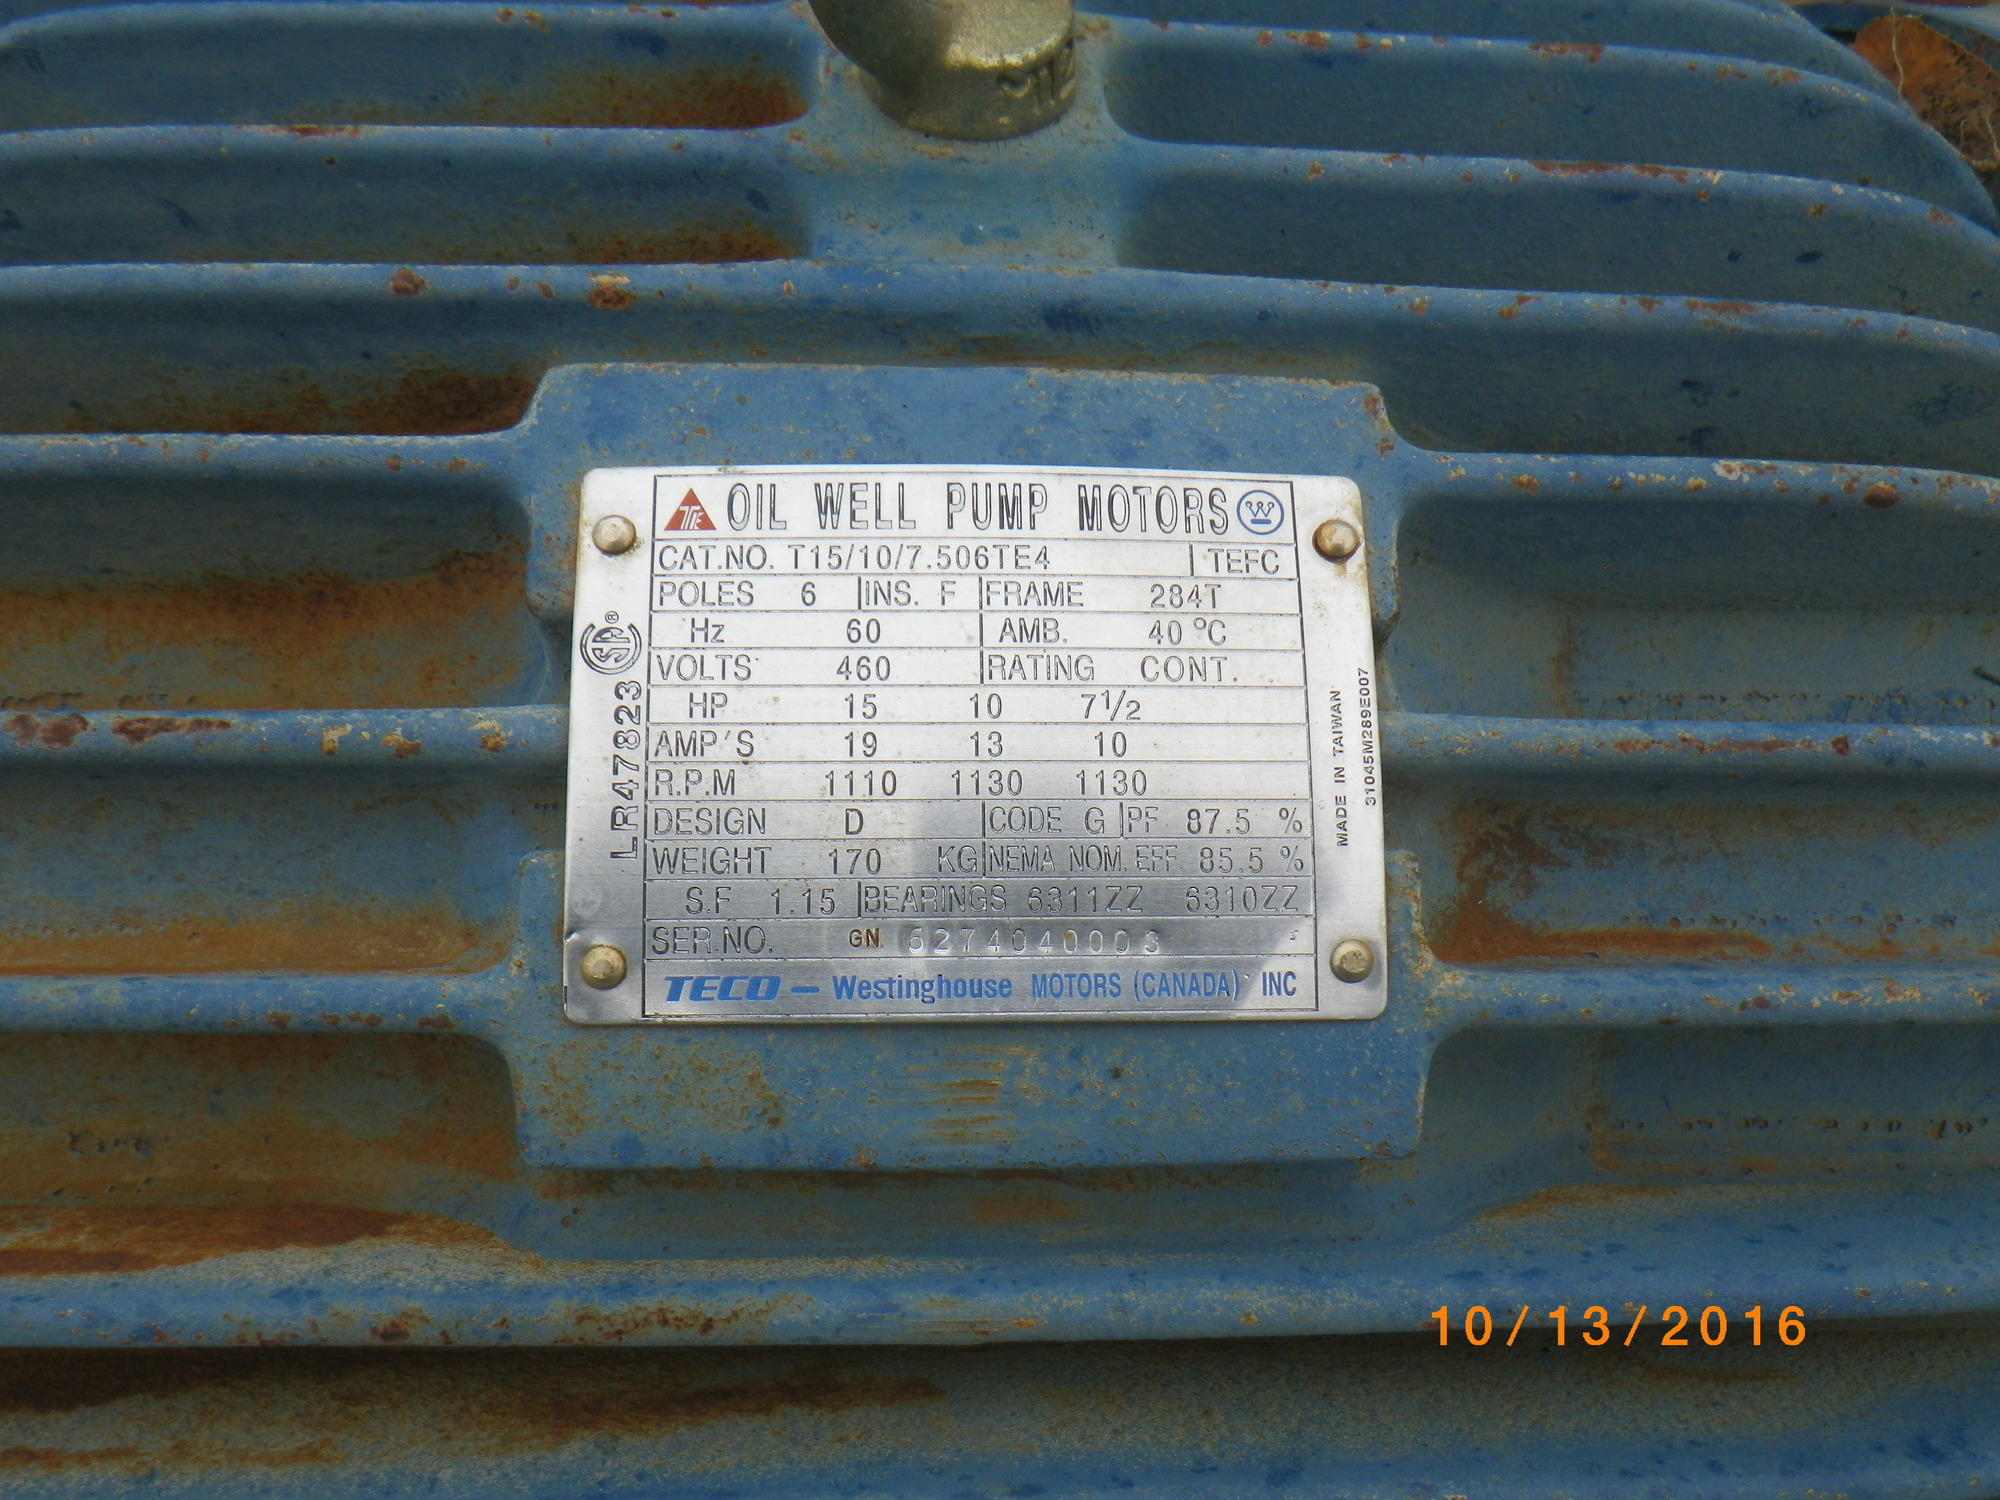 OIL WELL PUMP MOTORS
CAT.NO. T15/10/7.506TE4 TEFC
POLES 6 INS. F FRAME 284T
Hz 60 AMB. 40 °C
VOLTS 460 RATING CONT.
HP 15 10 7 1/2
AMP'S 19 13 10
R.P.M 1110 1130 1130
DESIGN D CODE G PF 87.5 %
WEIGHT 170 KG NEMA NOM. EFF 85.5 %
S.F 1.15 BEARINGS 6311ZZ 6310ZZ
SER.NO. GN 6274040003
TECO – Westinghouse MOTORS (CANADA) INC
LR47823
MADE IN TAIWAN
31045M289E007
10/13/2016